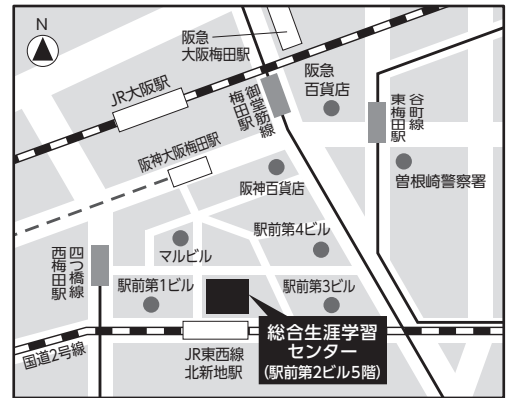 N
阪急
大阪梅田駅
JR大阪駅
阪急
百貨店
御堂筋線
梅田駅
谷町線
東梅田駅
阪神大阪梅田駅
阪神百貨店
曽根崎警察署
マルビル
駅前第4ビル
四つ橋線
西梅田駅
駅前第1ビル
駅前第3ビル
国道2号線
JR東西線
北新地駅
総合生涯学習
センター
(駅前第2ビル5階)